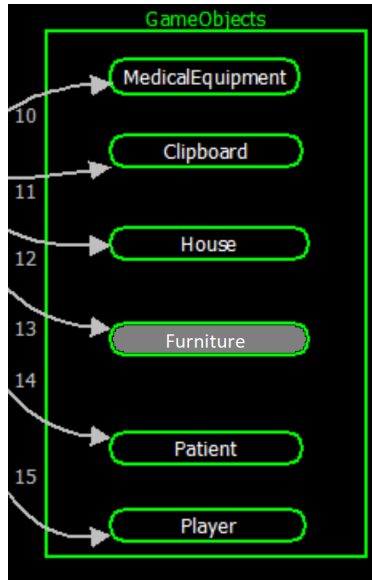 GameObjects
MedicalEquipment
10
Clipboard
11
House
12
13
Furniture
14
Patient
15
Player